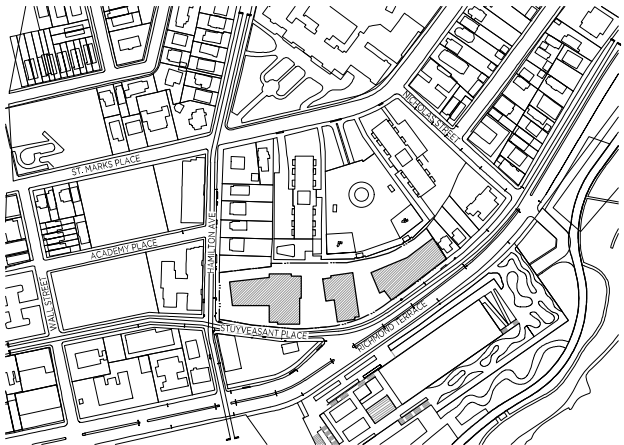 NICHOLAS STREET
ST. MARKS PLACE
HAMILTON AVE
ACADEMY PLACE
WALL STREET
STUYVEASANT PLACE
RICHMOND TERRACE